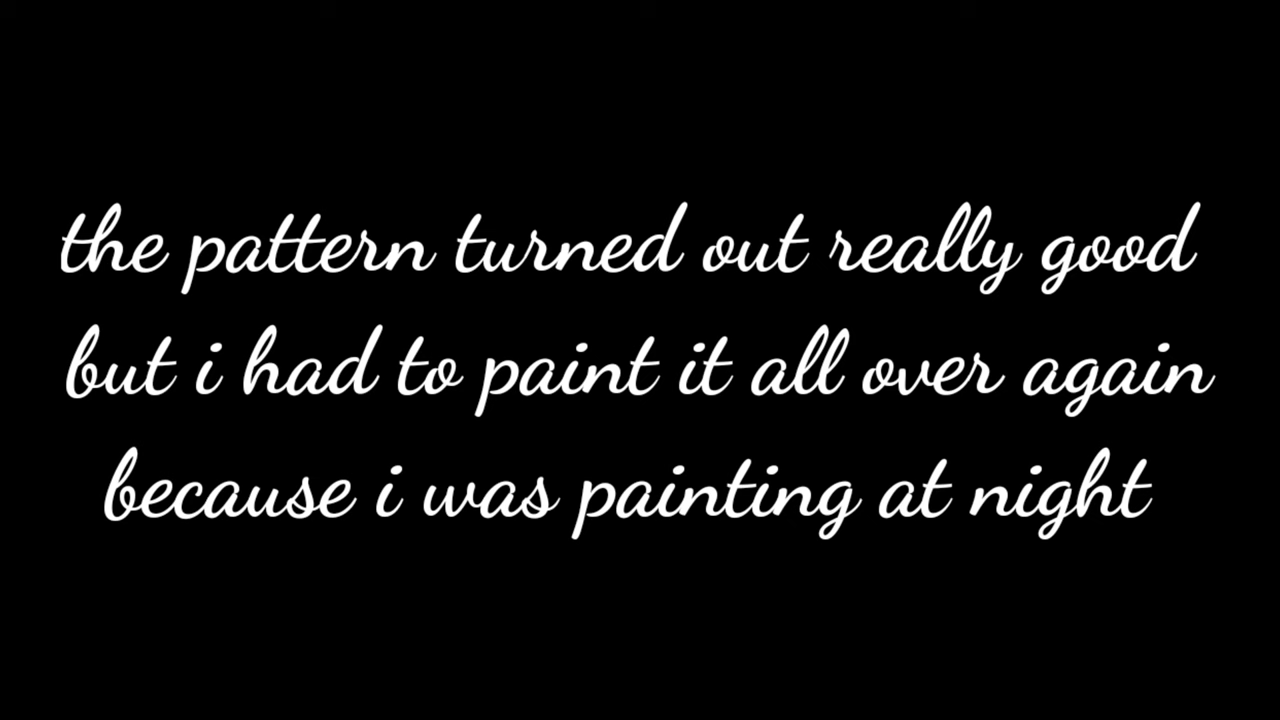 the pattern turned out really good
but i had to paint it all over again
because i was painting at night